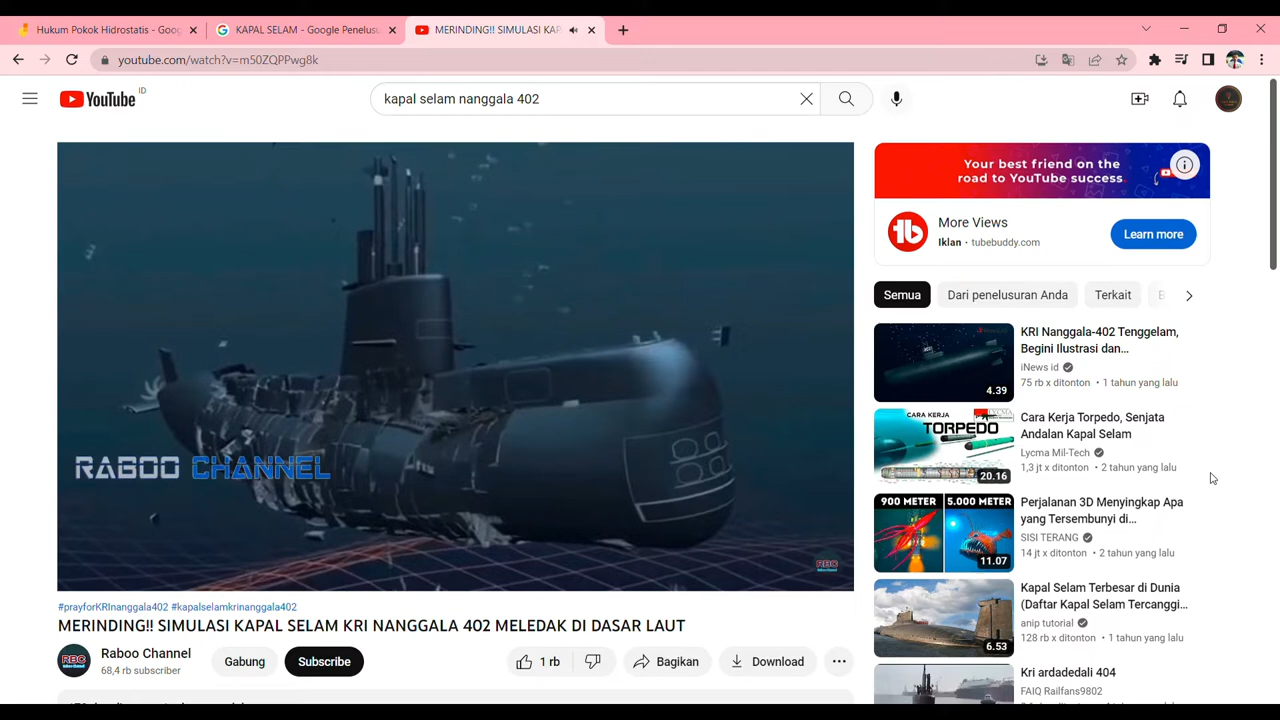 Hukum Pokok Hidrostatis - Goog
KAPAL SELAM - Google Penelusu
MERINDING!! SIMULASI KAP
youtube.com/watch?v=m50ZQPPwg8k
YouTube ID
kapal selam nanggala 402
RABOO CHANNEL
RBC
#prayforKRInanggala402 #kapalselamkrinanggala402
MERINDING!! SIMULASI KAPAL SELAM KRI NANGGALA 402 MELEDAK DI DASAR LAUT
RBC
Raboo Channel
68,4 rb subscriber
Gabung
Subscribe
1 rb
Bagikan
Download
Your best friend on the
road to YouTube success
More Views
Iklan • tubebuddy.com
Learn more
Semua
Dari penelusuran Anda
Terkait
4.39
KRI Nanggala-402 Tenggelam,
Begini Ilustrasi dan...
iNews id
75 rb x ditonton • 1 tahun yang lalu
CARA KERJA
TORPEDO
LYCMA
20.16
Cara Kerja Torpedo, Senjata
Andalan Kapal Selam
Lycma Mil-Tech
1,3 jt x ditonton • 2 tahun yang lalu
900 METER
5.000 METER
11.07
Perjalanan 3D Menyingkap Apa
yang Tersembunyi di...
SISI TERANG
14 jt x ditonton • 2 tahun yang lalu
6.53
Kapal Selam Terbesar di Dunia
(Daftar Kapal Selam Tercanggi...
anip tutorial
128 rb x ditonton • 1 tahun yang lalu
Kri ardadedali 404
FAIQ Railfans9802